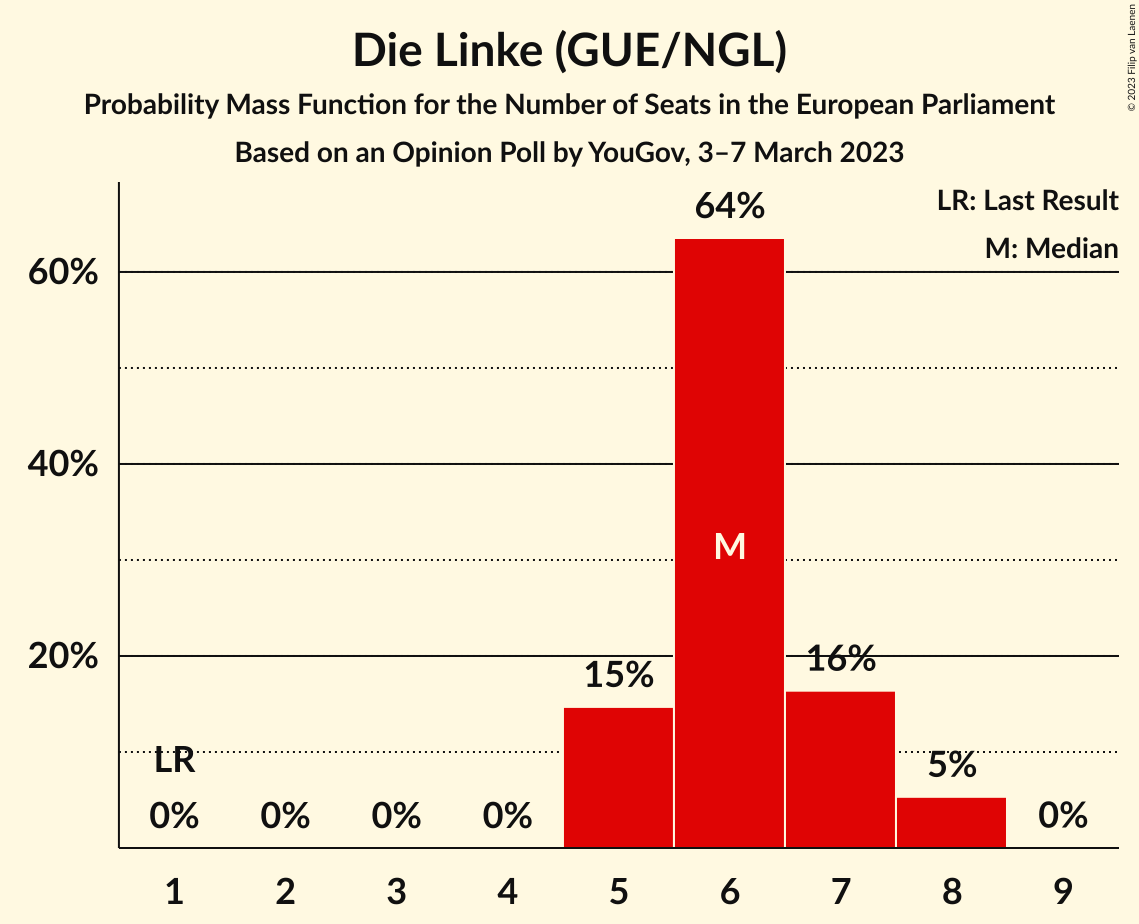 Die Linke (GUE/NGL)
Probability Mass Function for the Number of Seats in the European Parliament
Based on an Opinion Poll by YouGov, 3–7 March 2023
© 2023 Filip van Laenen
LR: Last Result
M: Median
64%
60%
40%
M
20%
15%
16%
LR
5%
0%
0%
0%
0%
0%
1 2 3 4 5 6 7 8 9